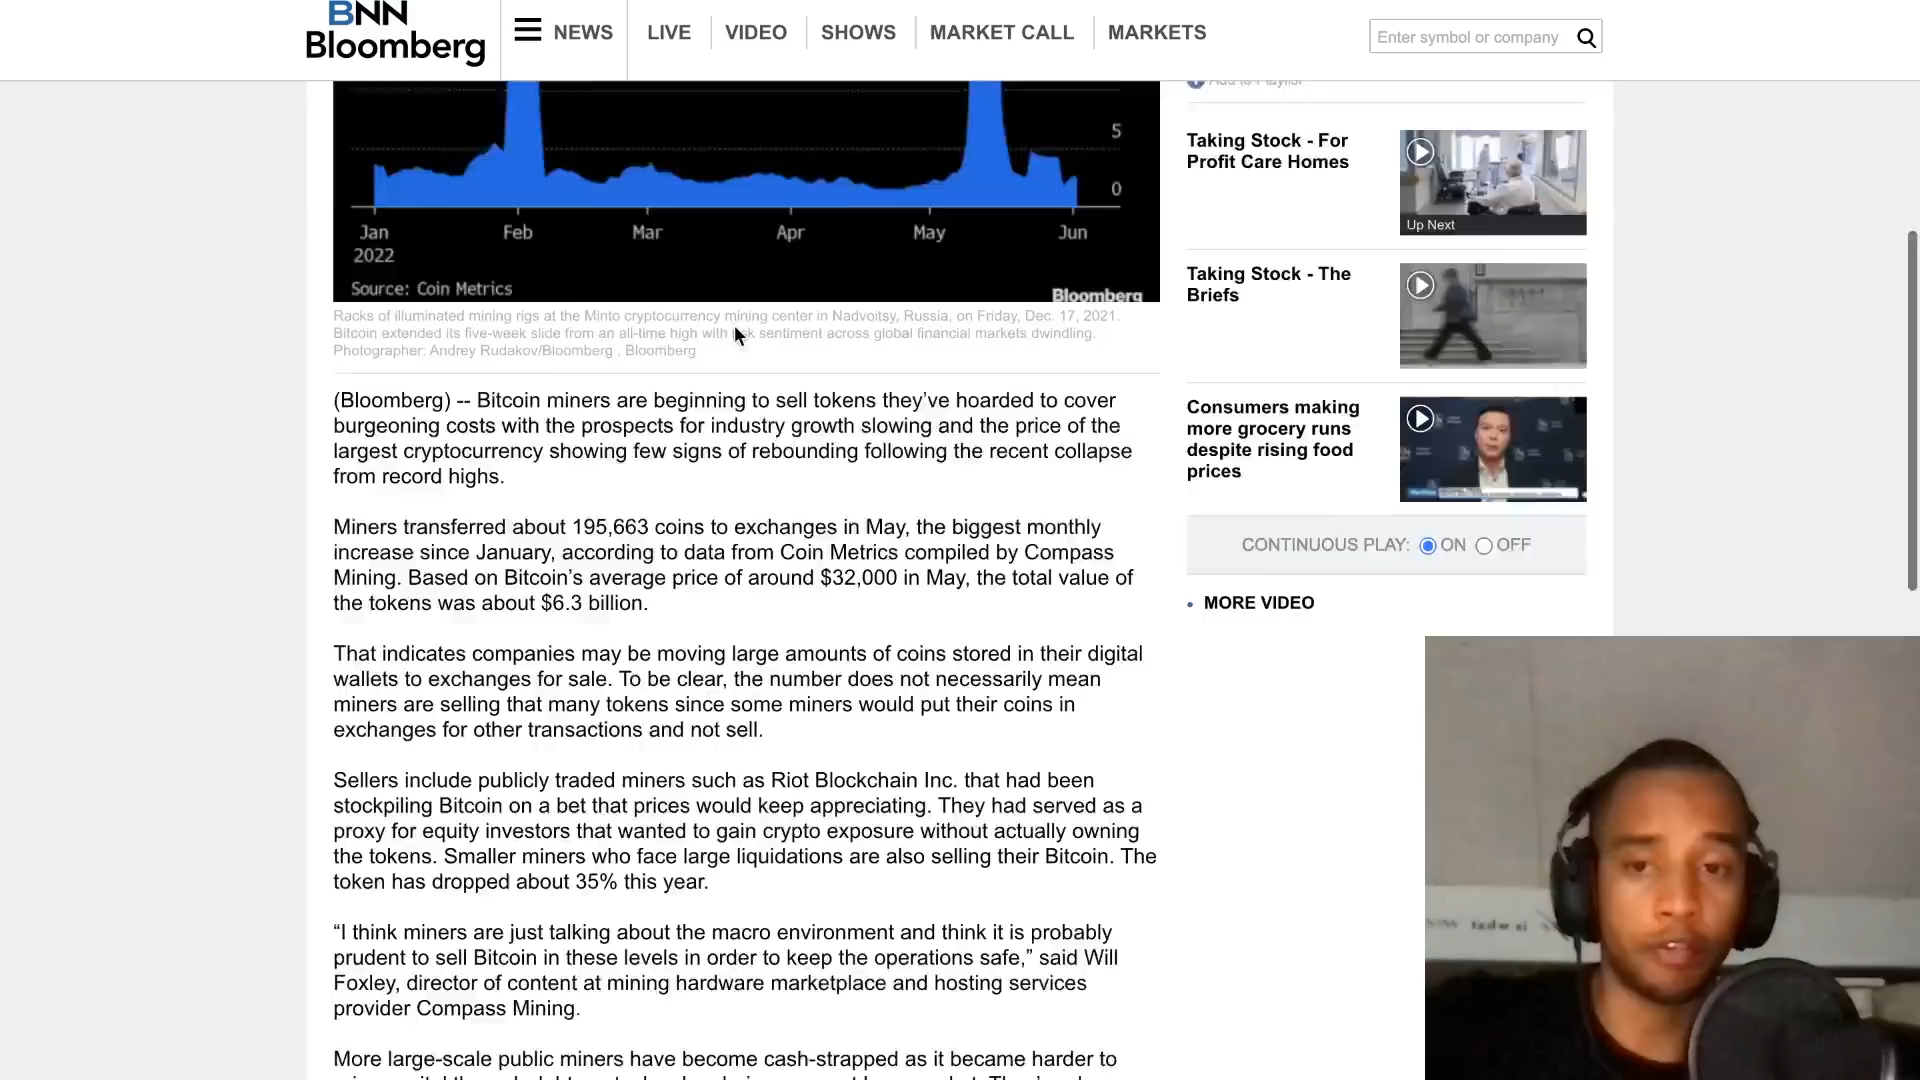 BNN
Bloomberg
NEWS
LIVE
VIDEO
SHOWS
MARKET CALL
MARKETS
Enter symbol or company
5
0
Jan
Feb
Mar
Apr
May
Jun
2022
Source: Coin Metrics
Bloomberg
Racks of illuminated mining rigs at the Minto cryptocurrency mining center in Nadvoitsy, Russia, on Friday, Dec. 17, 2021.
Bitcoin extended its five-week slide from an all-time high with risk sentiment across global financial markets dwindling.
Photographer: Andrey Rudakov/Bloomberg , Bloomberg
(Bloomberg) -- Bitcoin miners are beginning to sell tokens they’ve hoarded to cover
burgeoning costs with the prospects for industry growth slowing and the price of the
largest cryptocurrency showing few signs of rebounding following the recent collapse
from record highs.
Miners transferred about 195,663 coins to exchanges in May, the biggest monthly
increase since January, according to data from Coin Metrics compiled by Compass
Mining. Based on Bitcoin’s average price of around $32,000 in May, the total value of
the tokens was about $6.3 billion.
That indicates companies may be moving large amounts of coins stored in their digital
wallets to exchanges for sale. To be clear, the number does not necessarily mean
miners are selling that many tokens since some miners would put their coins in
exchanges for other transactions and not sell.
Sellers include publicly traded miners such as Riot Blockchain Inc. that had been
stockpiling Bitcoin on a bet that prices would keep appreciating. They had served as a
proxy for equity investors that wanted to gain crypto exposure without actually owning
the tokens. Smaller miners who face large liquidations are also selling their Bitcoin. The
token has dropped about 35% this year.
“I think miners are just talking about the macro environment and think it is probably
prudent to sell Bitcoin in these levels in order to keep the operations safe,” said Will
Foxley, director of content at mining hardware marketplace and hosting services
provider Compass Mining.
More large-scale public miners have become cash-strapped as it became harder to
Add to Playlist
Taking Stock - For
Profit Care Homes
Up Next
Taking Stock - The
Briefs
Consumers making
more grocery runs
despite rising food
prices
CONTINUOUS PLAY: ON OFF
MORE VIDEO